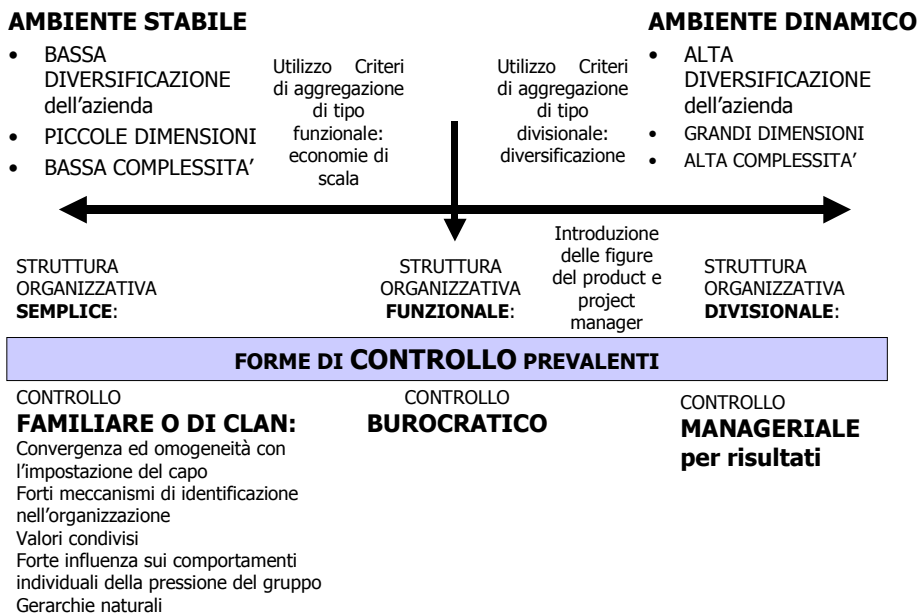 AMBIENTE STABILE
• BASSA
DIVERSIFICAZIONE
dell’azienda
• PICCOLE DIMENSIONI
• BASSA COMPLESSITA’
Utilizzo Criteri
di aggregazione
di tipo
funzionale:
economie di
scala
Utilizzo Criteri
di aggregazione
di tipo
divisionale:
diversificazione
AMBIENTE DINAMICO
• ALTA
DIVERSIFICAZIONE
dell’azienda
• GRANDI DIMENSIONI
• ALTA COMPLESSITA’
STRUTTURA
ORGANIZZATIVA
SEMPLICE:
STRUTTURA
ORGANIZZATIVA
FUNZIONALE:
Introduzione
delle figure
del product e
project
manager
STRUTTURA
ORGANIZZATIVA
DIVISIONALE:
FORME DI CONTROLLO PREVALENTI
CONTROLLO
FAMILIARE O DI CLAN:
Convergenza ed omogeneità con
l’impostazione del capo
Forti meccanismi di identificazione
nell’organizzazione
Valori condivisi
Forte influenza sui comportamenti
individuali della pressione del gruppo
Gerarchie naturali
CONTROLLO
BUROCRATICO
CONTROLLO
MANAGERIALE
per risultati